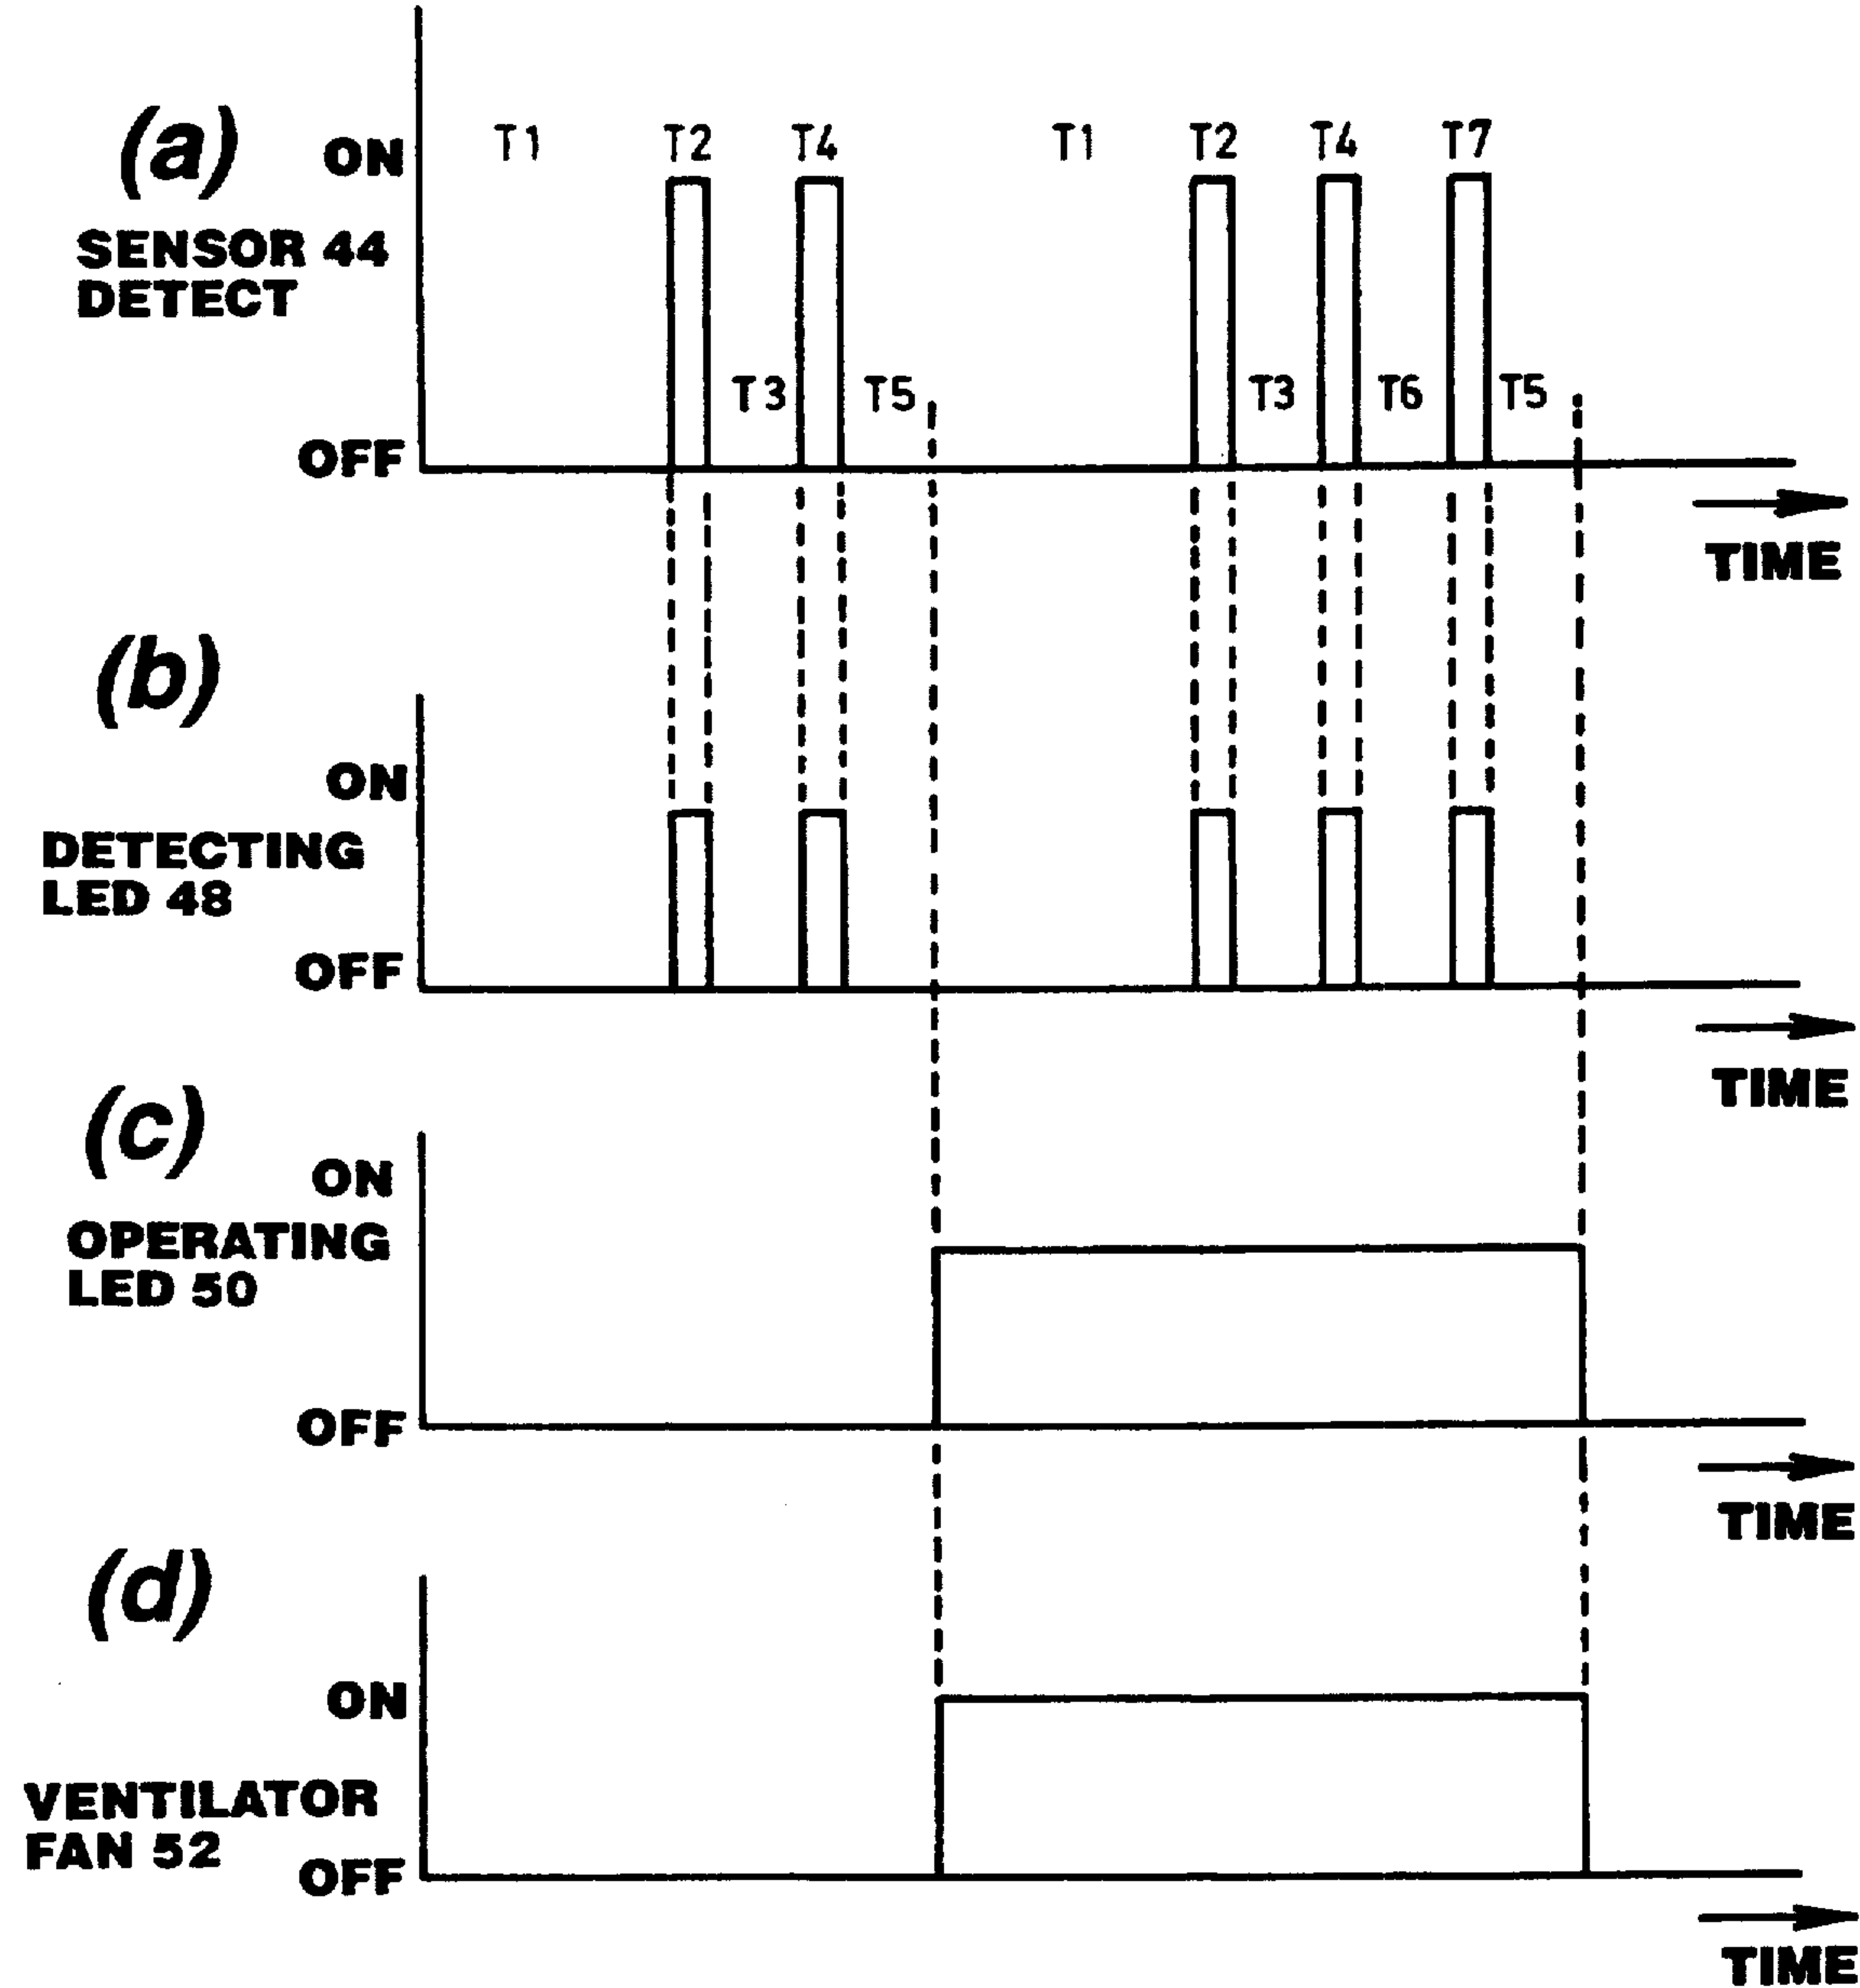 (a)
ON
T1 T2 T4 T1 T2 T4 T7
SENSOR 44
DETECT
T3 T5 T3 T6 T5
OFF
TIME
(b)
ON
DETECTING
LED 48
OFF
TIME
(c)
ON
OPERATING
LED 50
OFF
TIME
(d)
ON
VENTILATOR
FAN 52
OFF
TIME